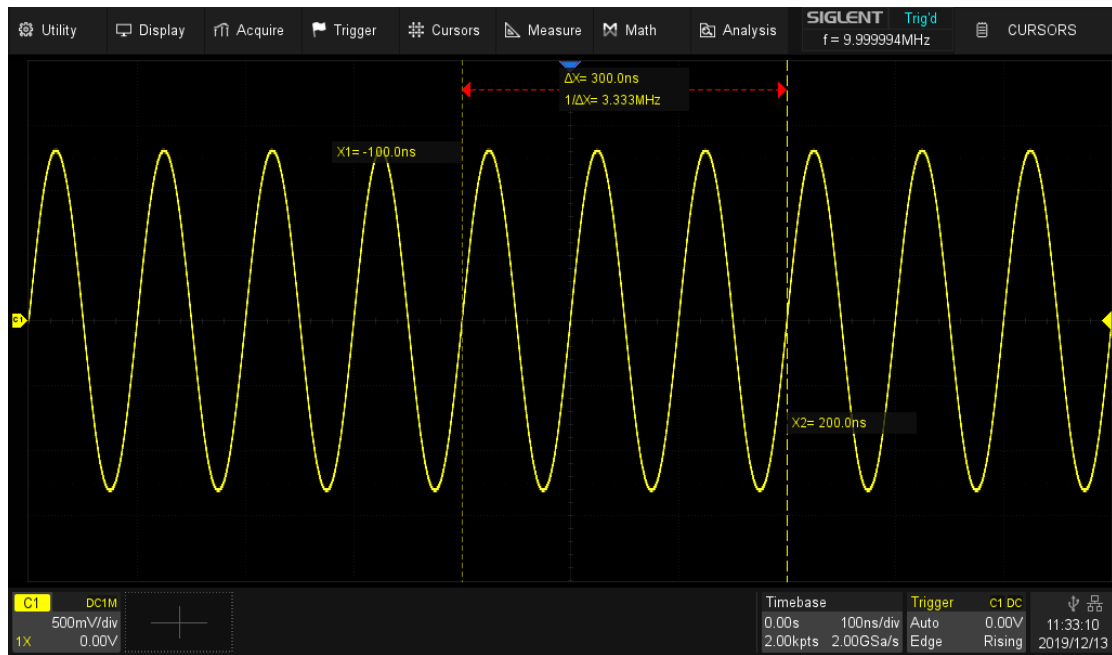 Utility Display Acquire Trigger Cursors Measure Math Analysis SIGLENT Trig'd CURSORS
f = 9.999994MHz
ΔX= 300.0ns
1/ΔX= 3.333MHz
X1= -100.0ns
C1
X2= 200.0ns
C1 DC1M
500mV/div
1X 0.00V
Timebase
0.00s 100ns/div
2.00kpts 2.00GSa/s
Trigger C1 DC
Auto 0.00V
Edge Rising
11:33:10
2019/12/13